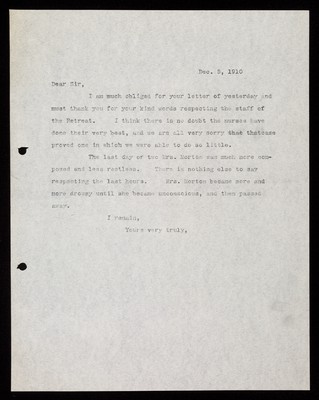 Dec. 9, 1910
Dear Sir,
I am much obliged for your letter of yesterday and
must thank you for your kind words respecting the staff of
the Retreat. I think there is no doubt the nurses have
done their very best, and we are all very sorry that thatcase
proved one in which we were able to do so little.
The last day or two Mrs. Morton was much more com-
posed and less restless. There is nothing else to say
respecting the last hours. Mrs. Morton became more and
more drowsy until she became unconscious, and then passed
away.
I remain,
Yours very truly,